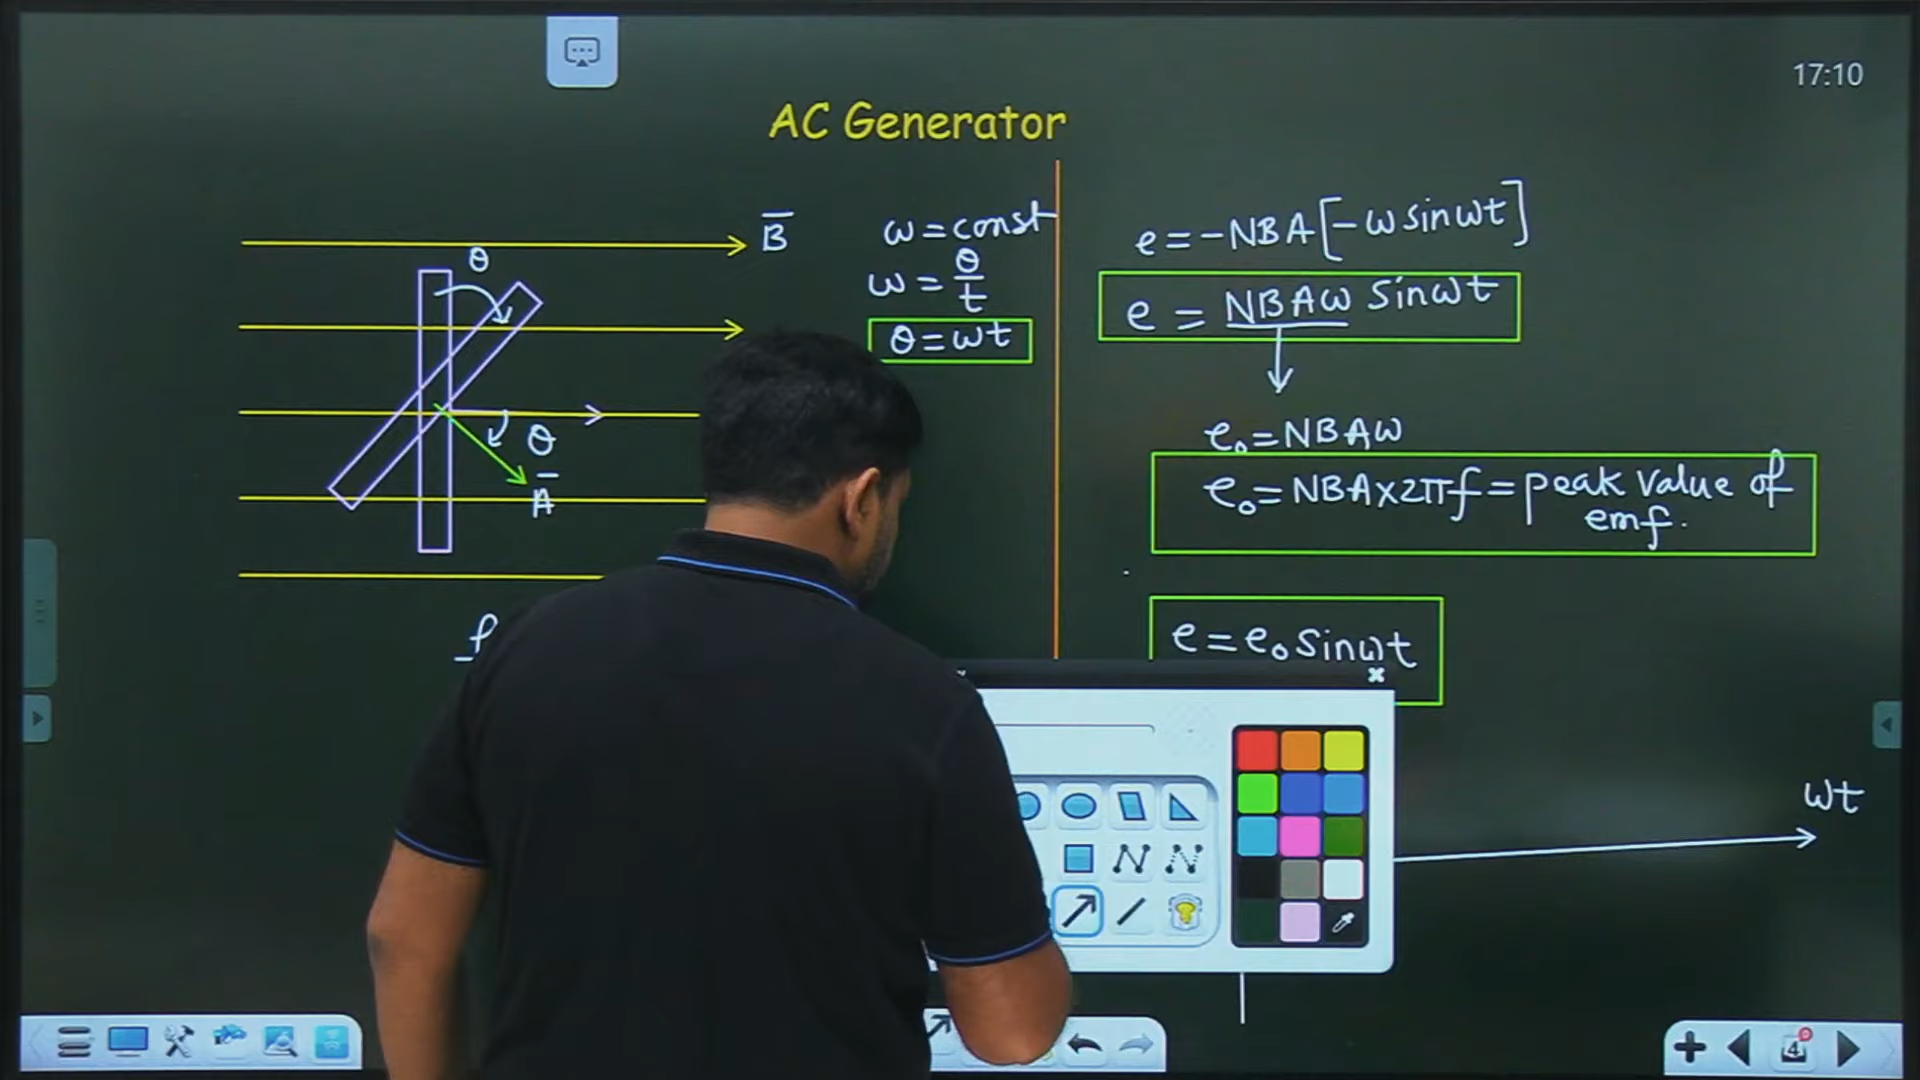 17:10
AC Generator
B̅
θ
θ
A̅
ω = const
ω = θ/t
θ = ωt
e = -NBA[-ω sinωt]
e = NBAω Sinωt
e₀ = NBAω
e₀ = NBA×2πf = peak value of
emf.
e = e₀ Sinωt
ωt
4